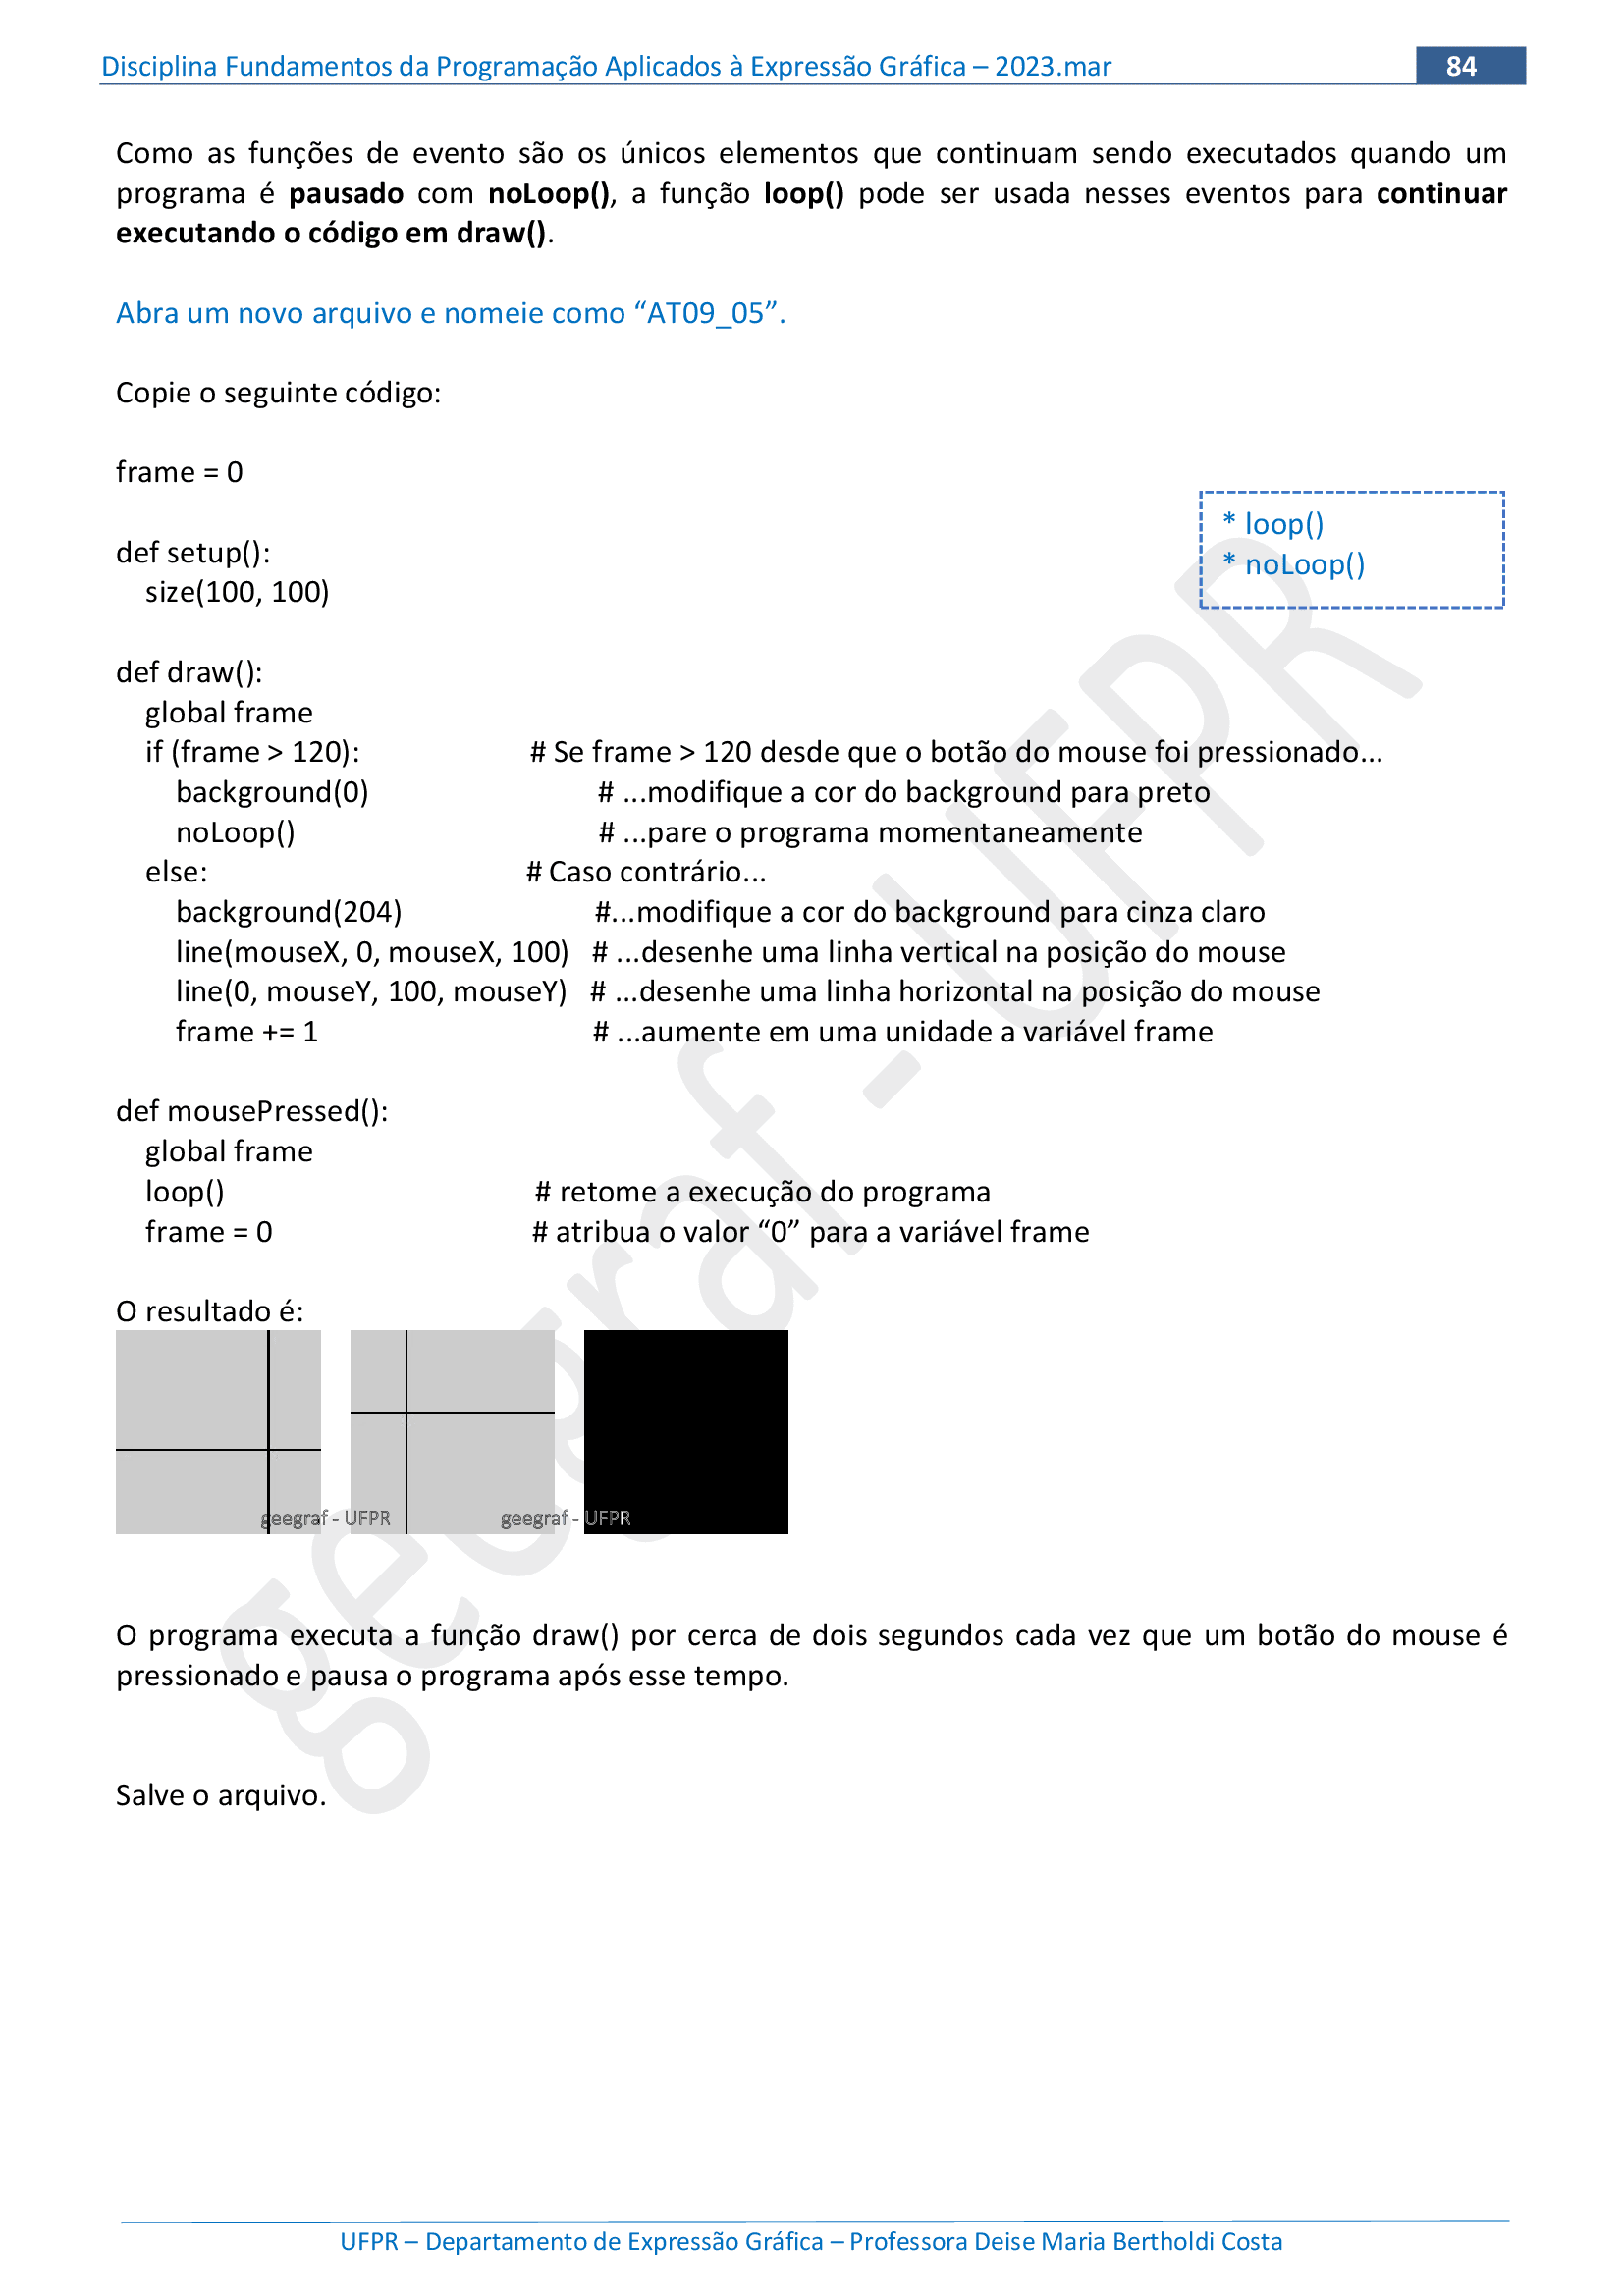 Disciplina Fundamentos da Programação Aplicados à Expressão Gráfica – 2023.mar 84
Como as funções de evento são os únicos elementos que continuam sendo executados quando um
programa é pausado com noLoop(), a função loop() pode ser usada nesses eventos para continuar
executando o código em draw().
Abra um novo arquivo e nomeie como “AT09_05”.
Copie o seguinte código:
frame = 0
* loop()
* noLoop()
def setup():
size(100, 100)
def draw():
global frame
if (frame > 120): # Se frame > 120 desde que o botão do mouse foi pressionado...
background(0) # ...modifique a cor do background para preto
noLoop() # ...pare o programa momentaneamente
else: # Caso contrário...
background(204) #...modifique a cor do background para cinza claro
line(mouseX, 0, mouseX, 100) # ...desenhe uma linha vertical na posição do mouse
line(0, mouseY, 100, mouseY) # ...desenhe uma linha horizontal na posição do mouse
frame += 1 # ...aumente em uma unidade a variável frame
def mousePressed():
global frame
loop() # retome a execução do programa
frame = 0 # atribua o valor “0” para a variável frame
O resultado é:
geegraf - UFPR geegraf - UFPR
O programa executa a função draw() por cerca de dois segundos cada vez que um botão do mouse é
pressionado e pausa o programa após esse tempo.
Salve o arquivo.
geegraf - UFPR
UFPR – Departamento de Expressão Gráfica – Professora Deise Maria Bertholdi Costa